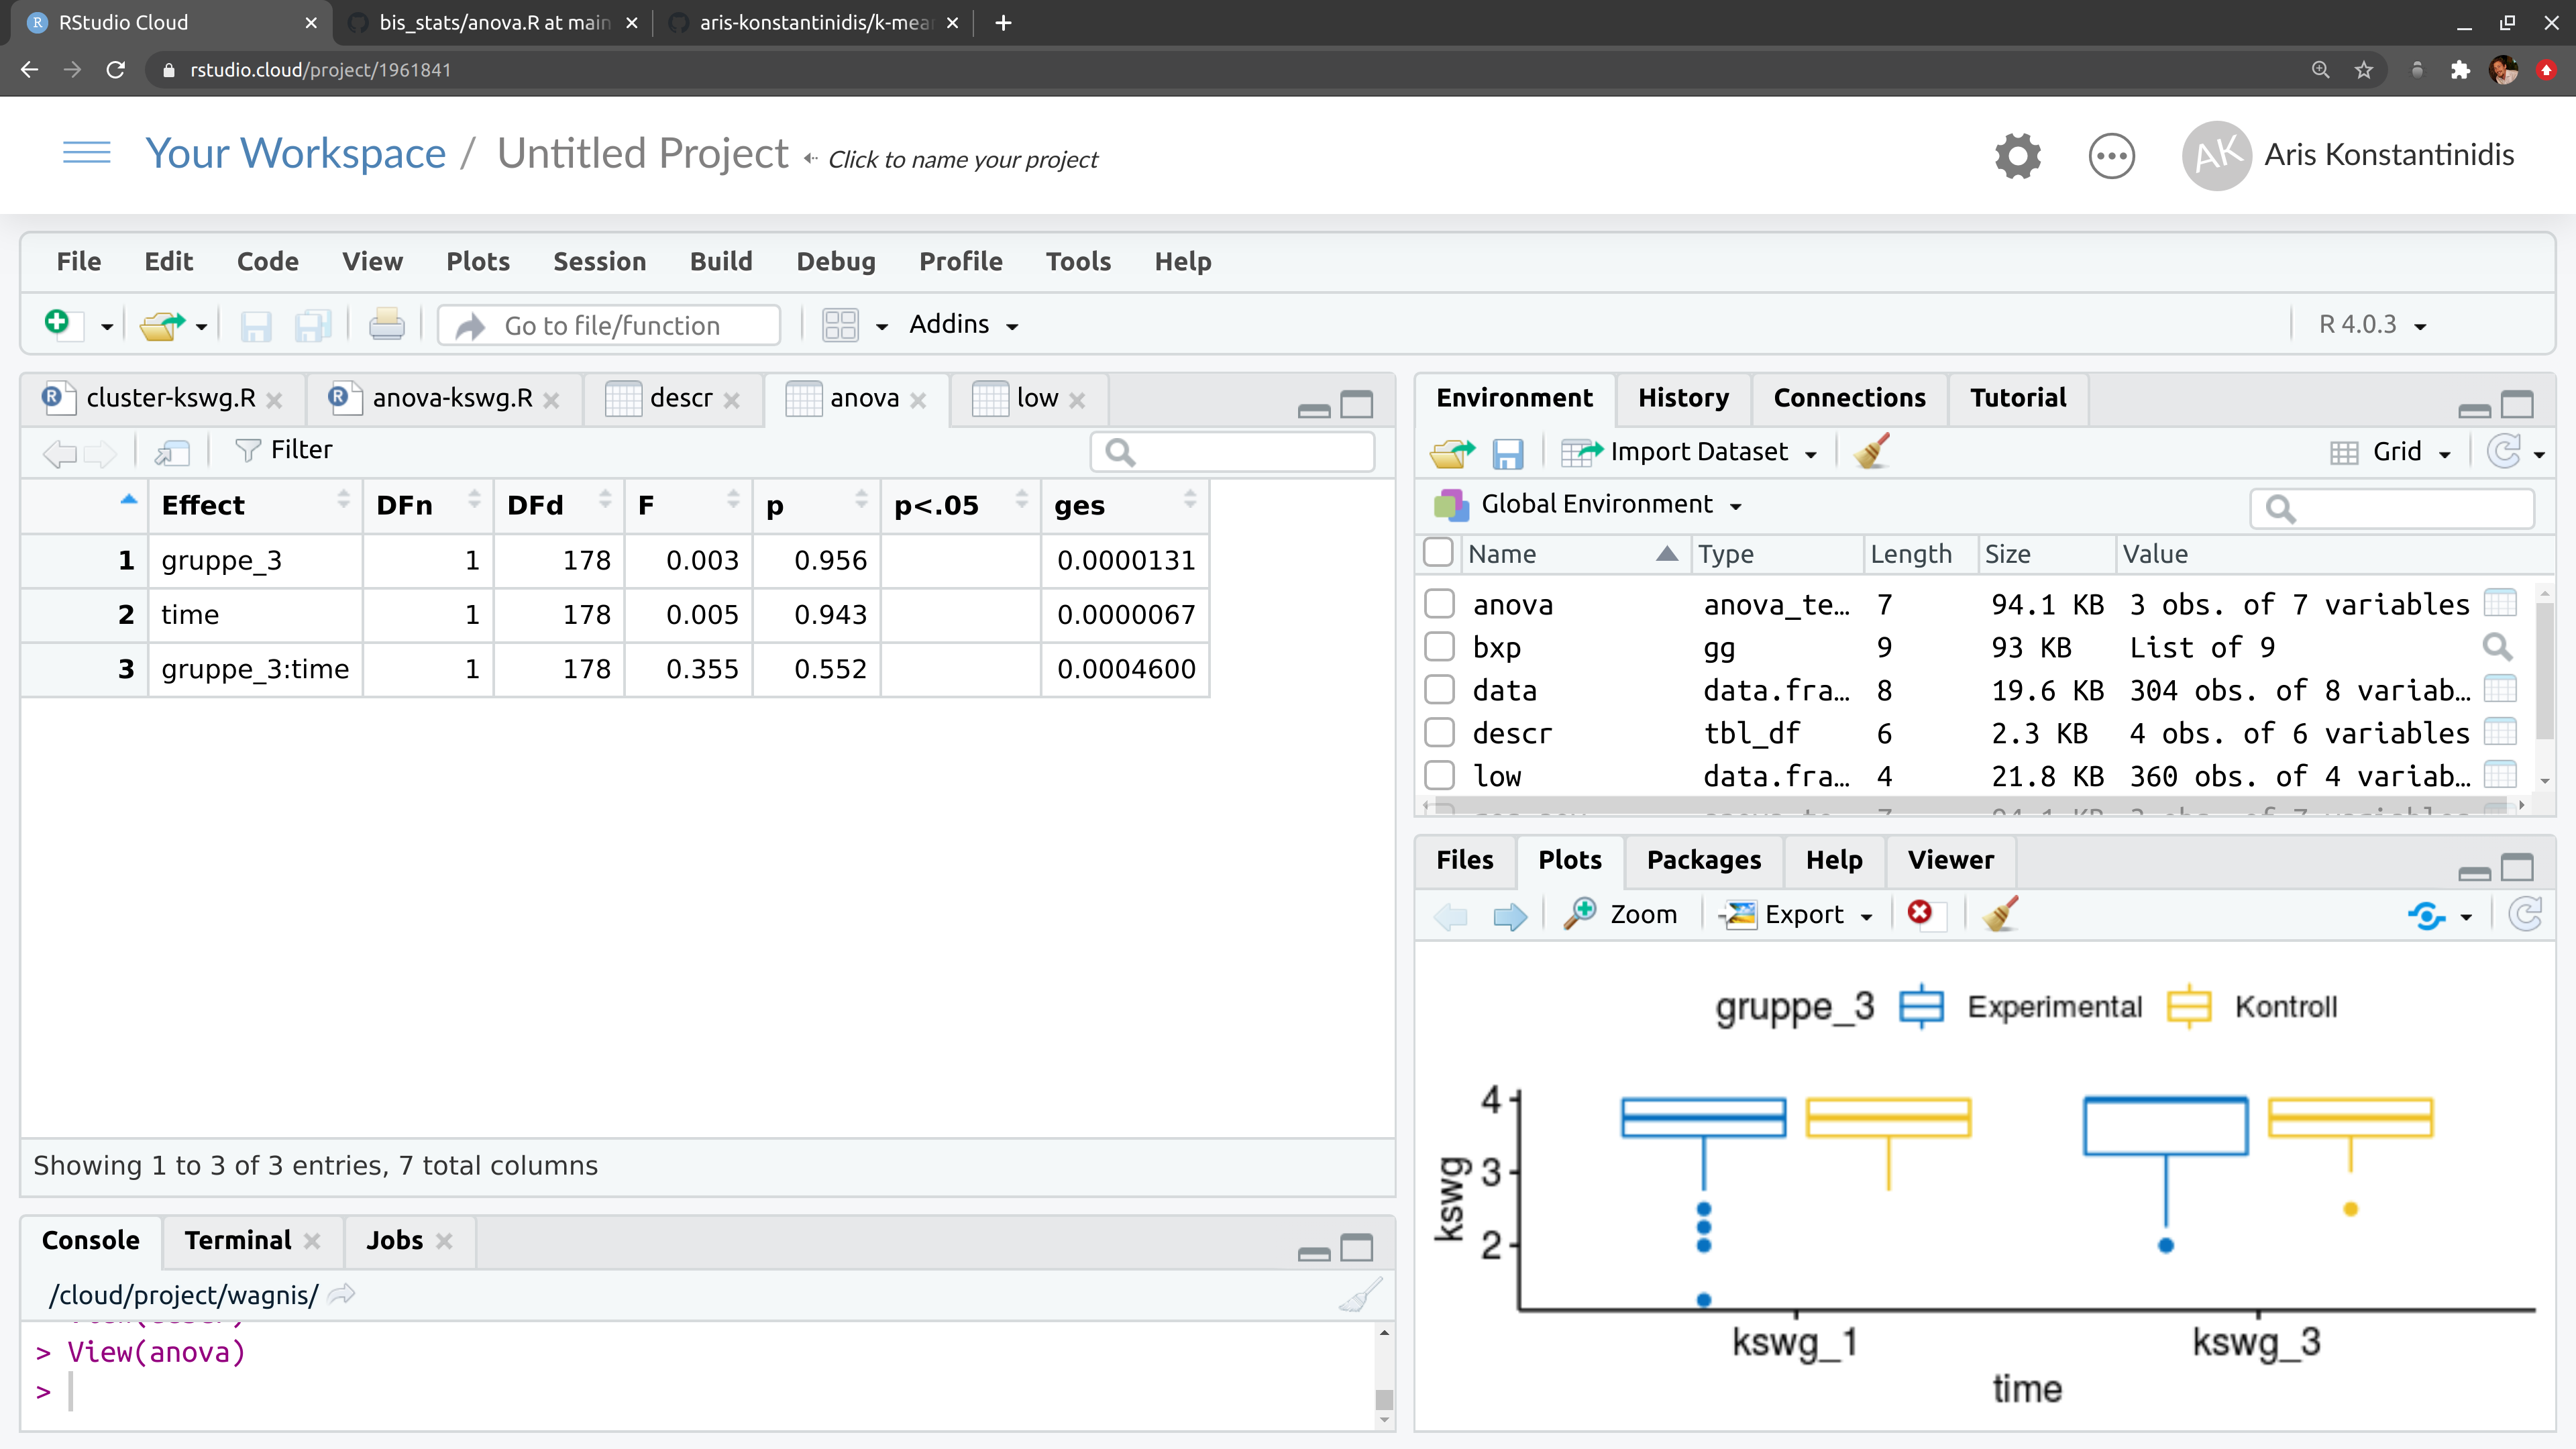 RStudio Cloud
bis_stats/anova.R at main
aris-konstantinidis/k-mea
rstudio.cloud/project/1961841
Your Workspace / Untitled Project Click to name your project
AK Aris Konstantinidis
File Edit Code View Plots Session Build Debug Profile Tools Help
Go to file/function Addins R 4.0.3
cluster-kswg.R anova-kswg.R descr anova low
Filter
Effect DFn DFd F p p<.05 ges
1 gruppe_3 1 178 0.003 0.956 0.0000131
2 time 1 178 0.005 0.943 0.0000067
3 gruppe_3:time 1 178 0.355 0.552 0.0004600
Showing 1 to 3 of 3 entries, 7 total columns
Console Terminal Jobs
/cloud/project/wagnis/
> View(anova)
>
Environment History Connections Tutorial
Import Dataset Grid
Global Environment
Name Type Length Size Value
anova anova_te… 7 94.1 KB 3 obs. of 7 variables
bxp gg 9 93 KB List of 9
data data.fra… 8 19.6 KB 304 obs. of 8 variab…
descr tbl_df 6 2.3 KB 4 obs. of 6 variables
low data.fra… 4 21.8 KB 360 obs. of 4 variab…
Files Plots Packages Help Viewer
Zoom Export
gruppe_3 Experimental Kontroll
4
3
2
kswg
kswg_1 kswg_3
time